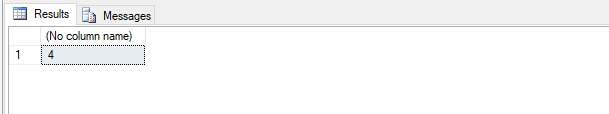 Results Messages
(No column name)
1 4